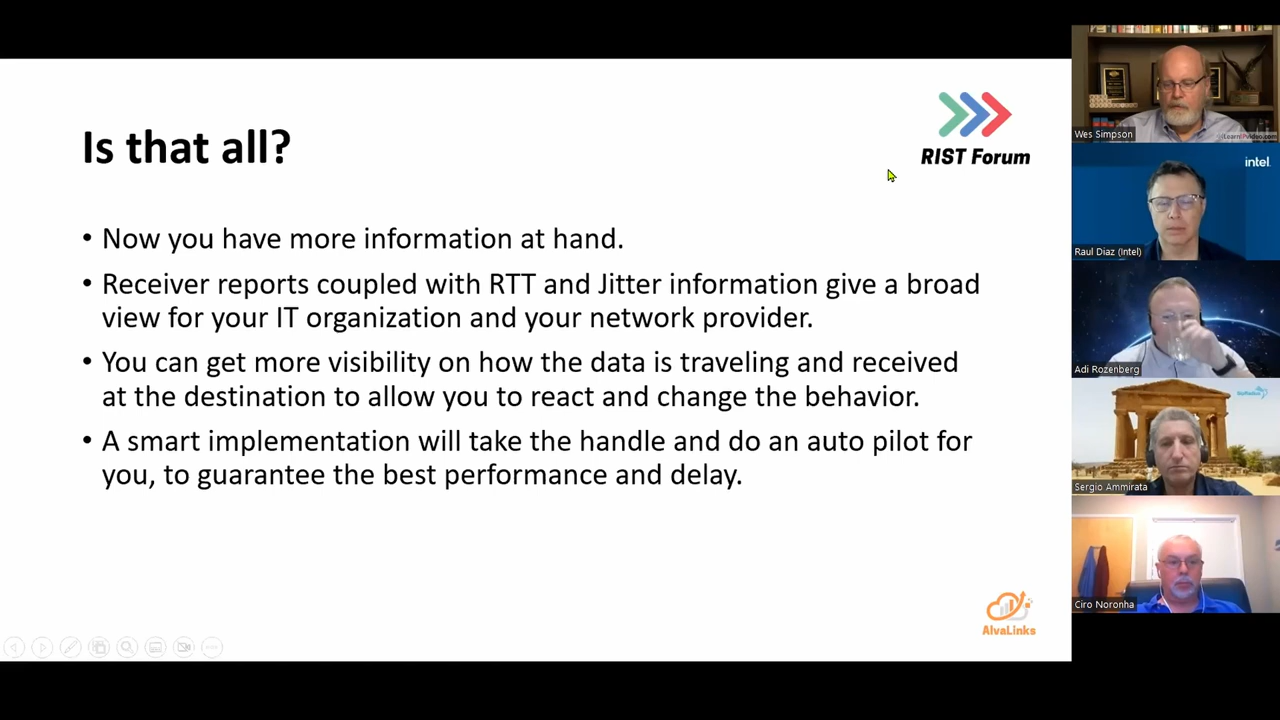 Is that all?
RIST Forum
• Now you have more information at hand.
• Receiver reports coupled with RTT and Jitter information give a broad
view for your IT organization and your network provider.
• You can get more visibility on how the data is traveling and received
at the destination to allow you to react and change the behavior.
• A smart implementation will take the handle and do an auto pilot for
you, to guarantee the best performance and delay.
AlvaLinks
Wes Simpson
LearnIPVideo.com
intel
Raul Diaz (Intel)
Adi Rozenberg
Sergio Ammirata
Ciro Noronha